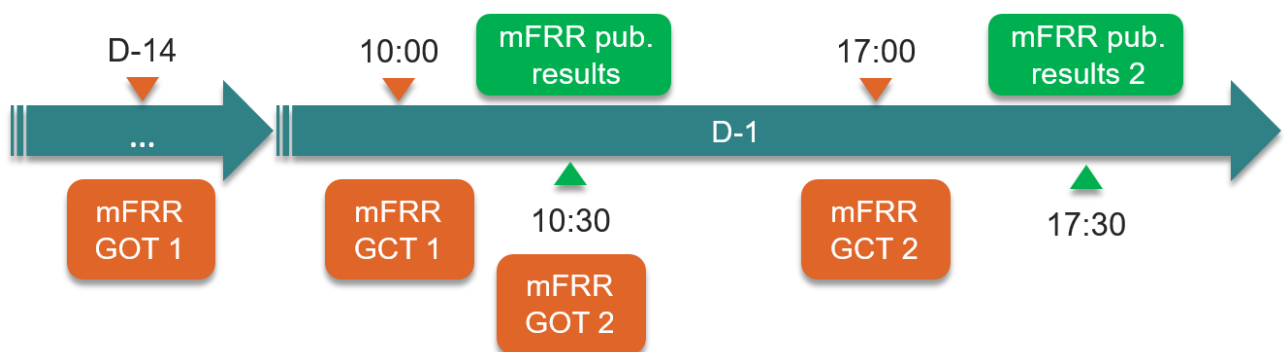 D-14
10:00
mFRR pub.
results
17:00
mFRR pub.
results 2
...
D-1
mFRR
GOT 1
mFRR
GCT 1
10:30
mFRR
GOT 2
mFRR
GCT 2
17:30